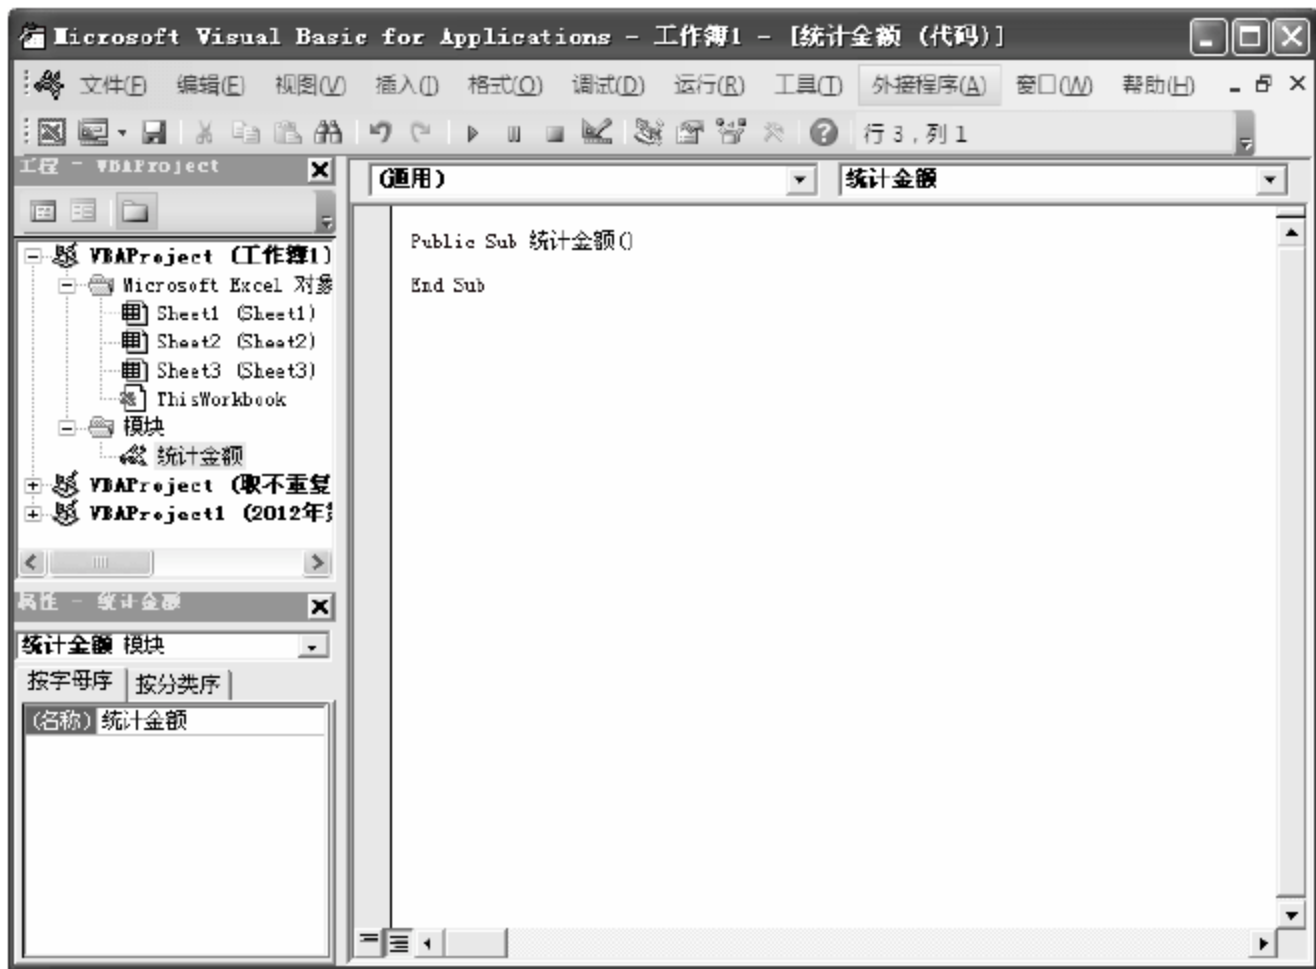 Microsoft Visual Basic for Applications - 工作簿1 - [统计金额 (代码)]
文件(F) 编辑(E) 视图(V) 插入(I) 格式(O) 调试(D) 运行(R) 工具(T) 外接程序(A) 窗口(W) 帮助(H)
行 3 , 列 1
工程 - VBAProject
(通用)
统计金额
VBAProject (工作簿1)
Microsoft Excel 对象
Sheet1 (Sheet1)
Sheet2 (Sheet2)
Sheet3 (Sheet3)
ThisWorkbook
模块
统计金额
VBAProject (取不重复
VBAProject1 (2012年
Public Sub 统计金额()
End Sub
属性 - 统计金额
统计金额 模块
按字母序 按分类序
(名称) 统计金额